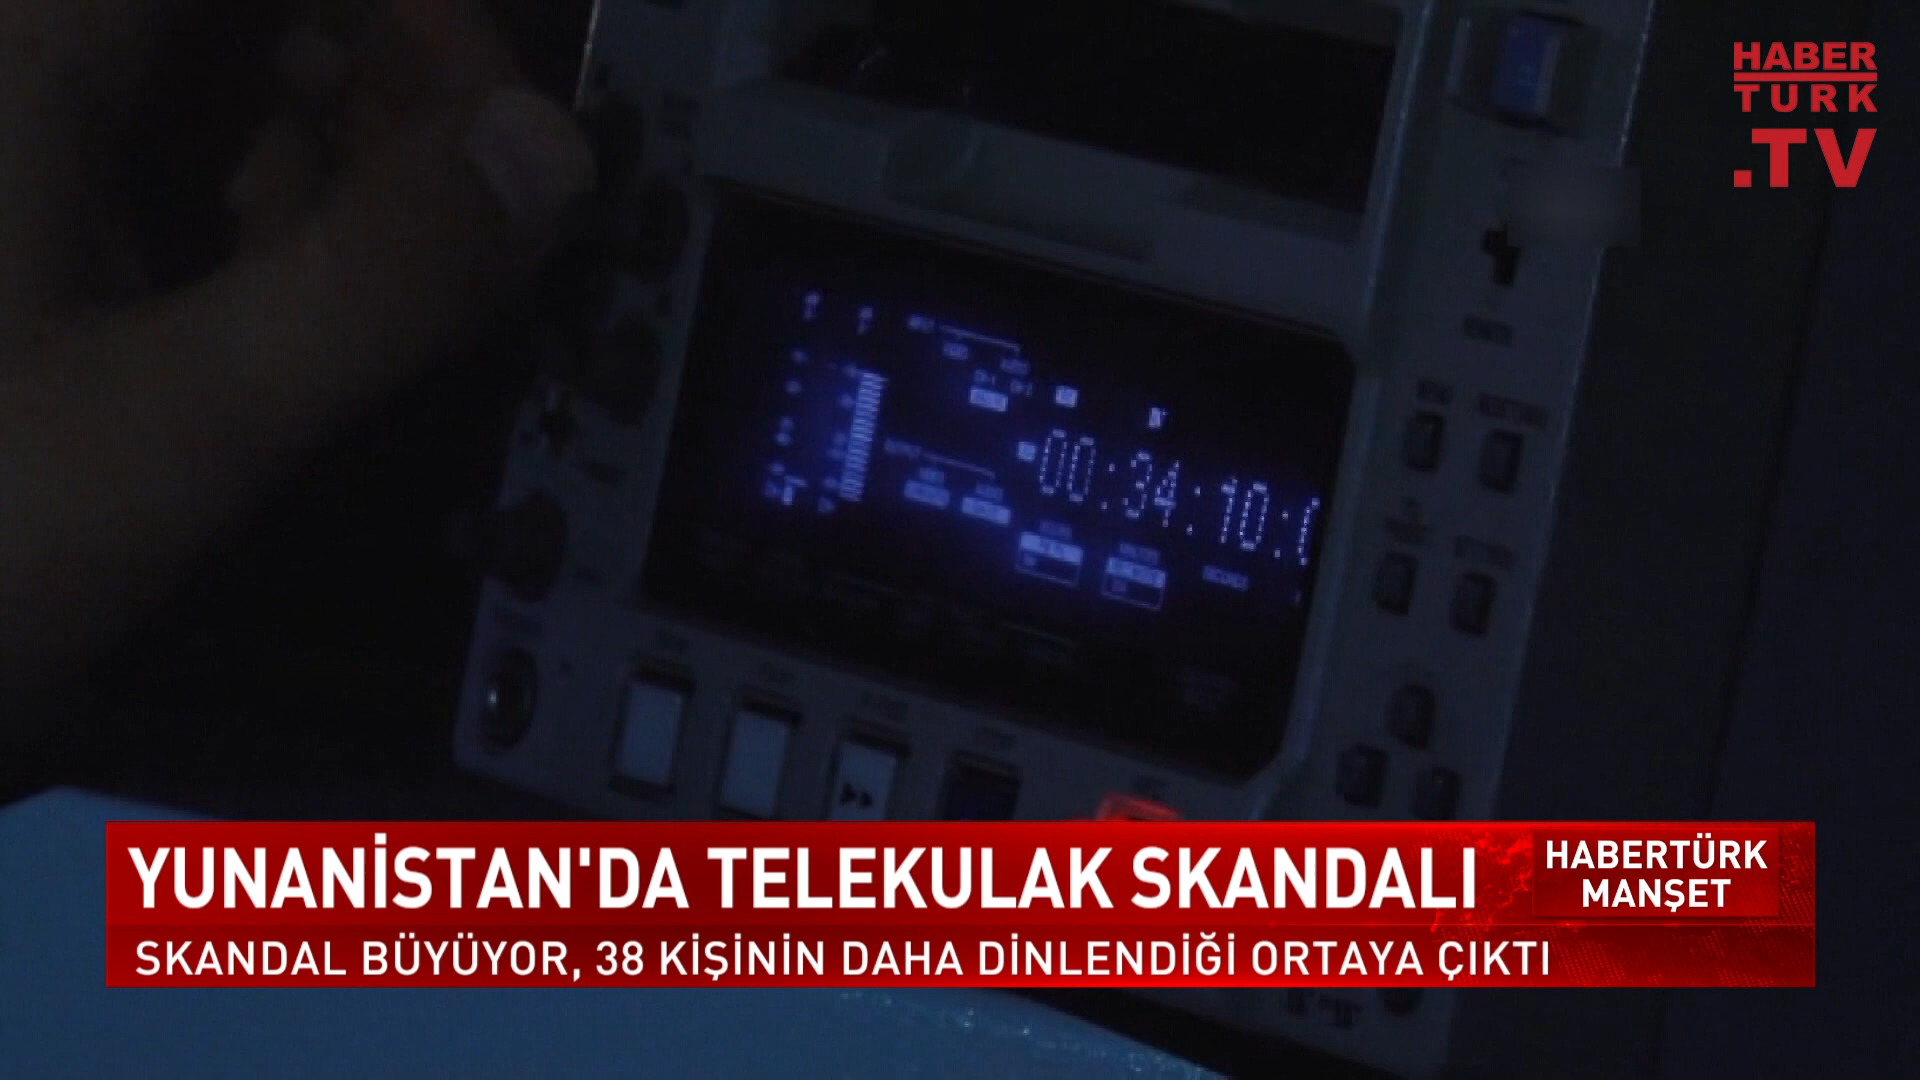 HABER
TURK
.TV
00:34:10:
YUNANİSTAN'DA TELEKULAK SKANDALI
HABERTÜRK
MANŞET
SKANDAL BÜYÜYOR, 38 KİŞİNİN DAHA DİNLENDİĞİ ORTAYA ÇIKTI